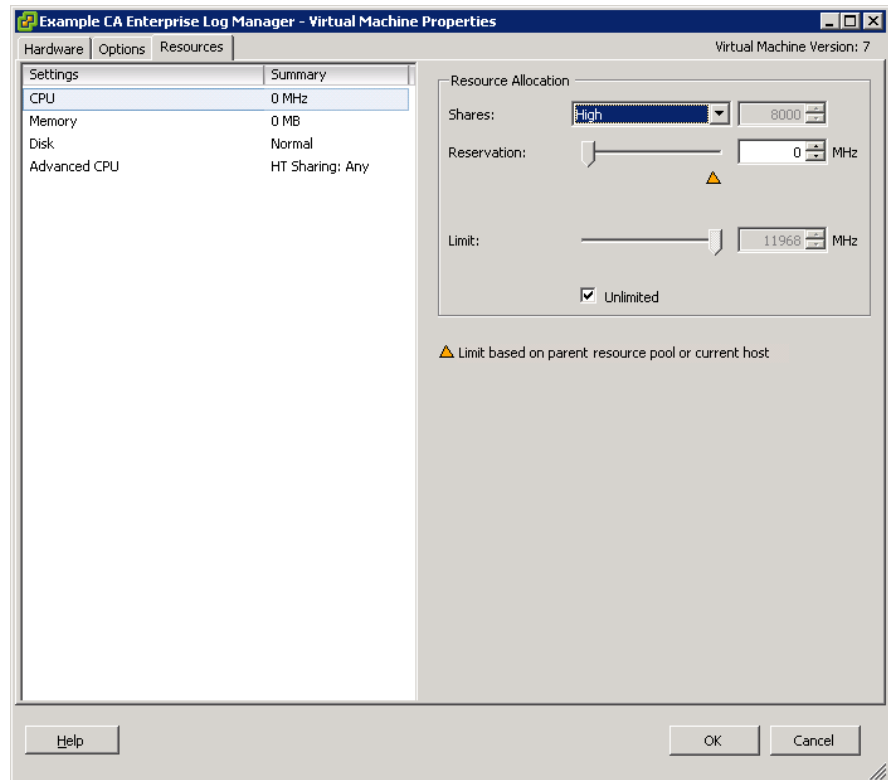 Example CA Enterprise Log Manager - Virtual Machine Properties
Hardware Options Resources Virtual Machine Version: 7
Settings Summary
CPU 0 MHz
Memory 0 MB
Disk Normal
Advanced CPU HT Sharing: Any
Resource Allocation
Shares: High 8000
Reservation: 0 MHz
Limit: 11968 MHz
Unlimited
Limit based on parent resource pool or current host
Help OK Cancel